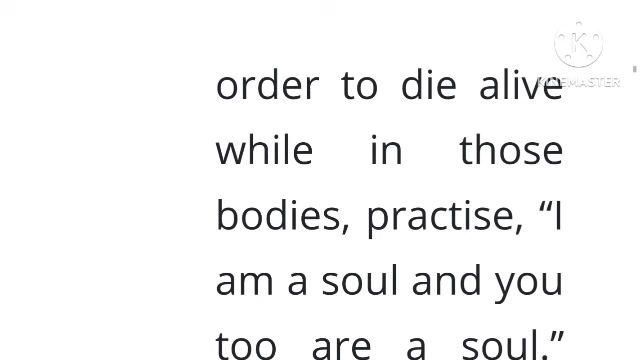 KINEMASTER
order to die alive
while in those
bodies, practise, “I
am a soul and you
too are a soul.”